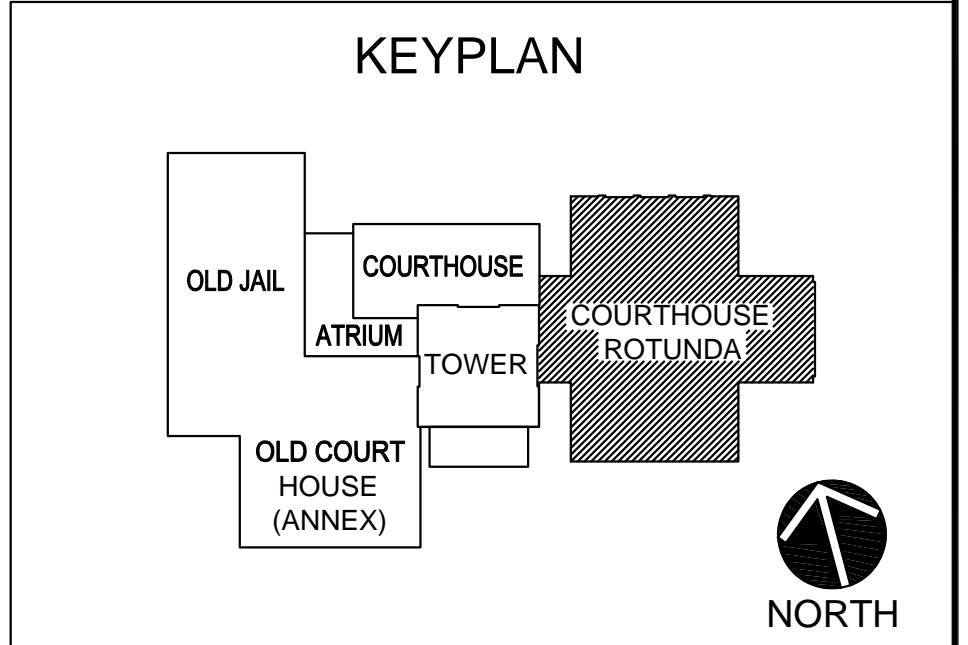 KEYPLAN
OLD JAIL
COURTHOUSE
ATRIUM
TOWER
COURTHOUSE
ROTUNDA
OLD COURT
HOUSE
(ANNEX)
NORTH